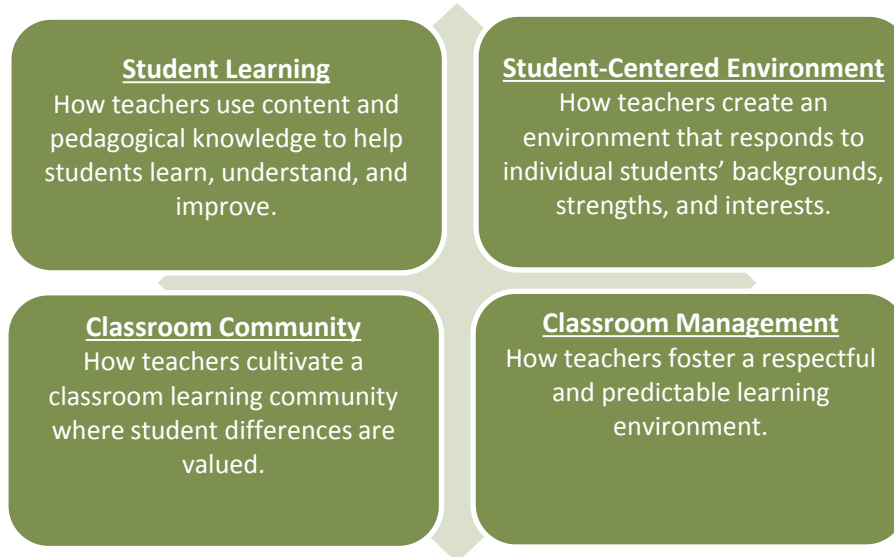 Student Learning
How teachers use content and
pedagogical knowledge to help
students learn, understand, and
improve.
Student-Centered Environment
How teachers create an
environment that responds to
individual students’ backgrounds,
strengths, and interests.
Classroom Community
How teachers cultivate a
classroom learning community
where student differences are
valued.
Classroom Management
How teachers foster a respectful
and predictable learning
environment.